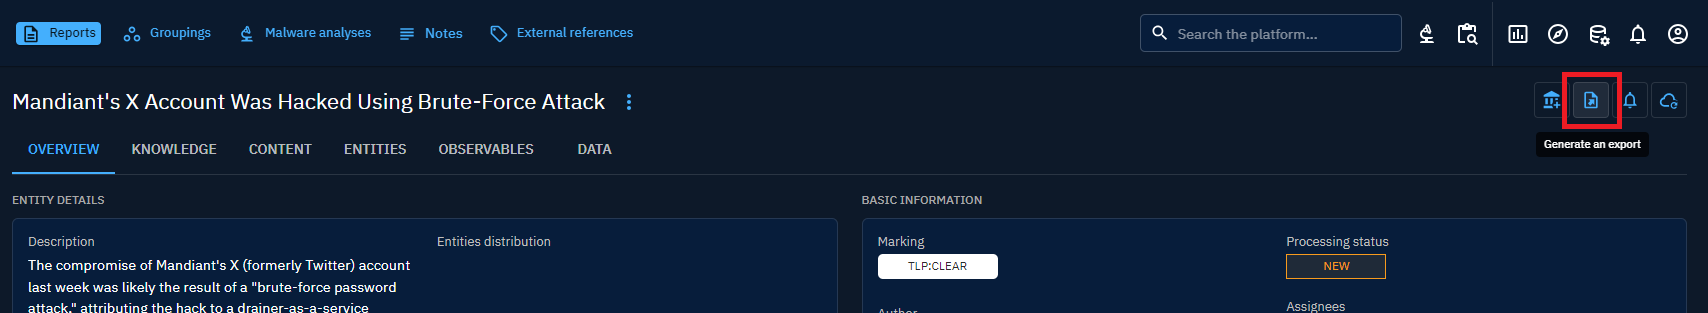 Reports
Groupings
Malware analyses
Notes
External references
Search the platform...
Mandiant's X Account Was Hacked Using Brute-Force Attack
Generate an export
OVERVIEW
KNOWLEDGE
CONTENT
ENTITIES
OBSERVABLES
DATA
ENTITY DETAILS
Description
The compromise of Mandiant's X (formerly Twitter) account
last week was likely the result of a "brute-force password
attack," attributing the hack to a drainer-as-a-service
Entities distribution
BASIC INFORMATION
Marking
TLP:CLEAR
Author
Processing status
NEW
Assignees